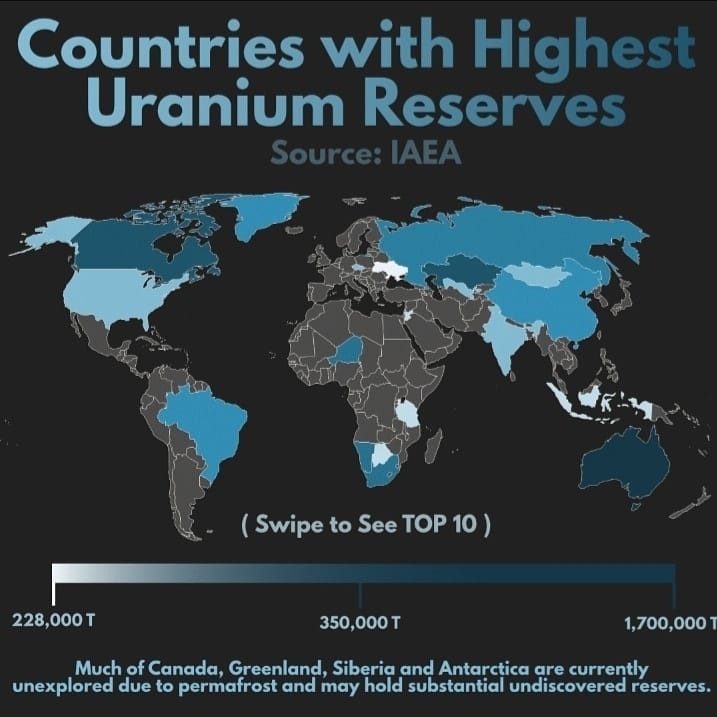 Countries with Highest
Uranium Reserves
Source: IAEA
( Swipe to See TOP 10 )
228,000 T
350,000 T
1,700,000 T
Much of Canada, Greenland, Siberia and Antarctica are currently
unexplored due to permafrost and may hold substantial undiscovered reserves.